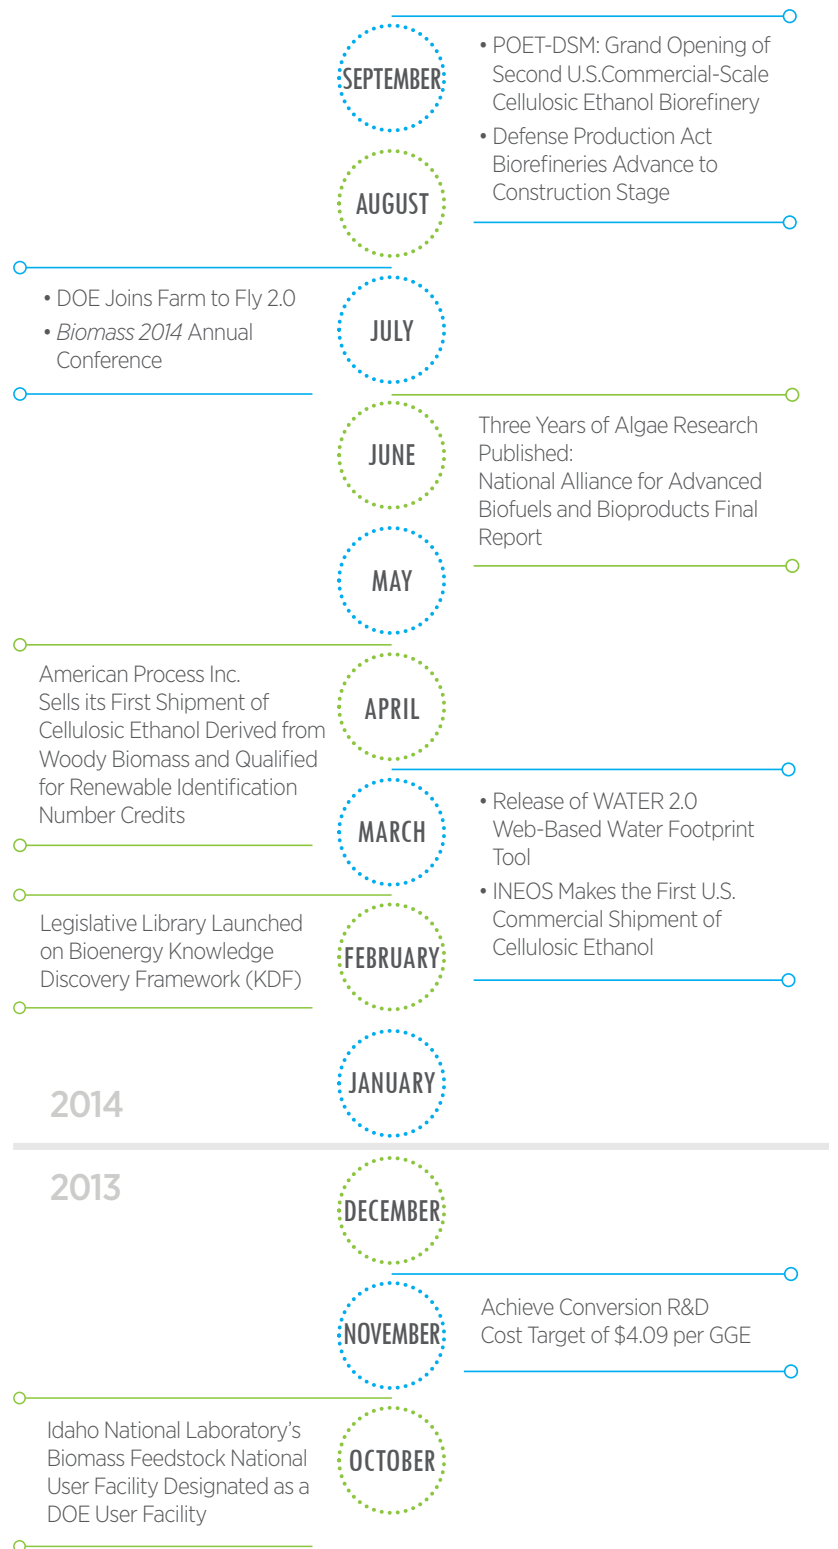 SEPTEMBER
• POET-DSM: Grand Opening of
Second U.S.Commercial-Scale
Cellulosic Ethanol Biorefinery
• Defense Production Act
Biorefineries Advance to
Construction Stage
AUGUST
• DOE Joins Farm to Fly 2.0
• Biomass 2014 Annual
Conference
JULY
JUNE
Three Years of Algae Research
Published:
National Alliance for Advanced
Biofuels and Bioproducts Final
Report
MAY
American Process Inc.
Sells its First Shipment of
Cellulosic Ethanol Derived from
Woody Biomass and Qualified
for Renewable Identification
Number Credits
APRIL
MARCH
• Release of WATER 2.0
Web-Based Water Footprint
Tool
• INEOS Makes the First U.S.
Commercial Shipment of
Cellulosic Ethanol
Legislative Library Launched
on Bioenergy Knowledge
Discovery Framework (KDF)
FEBRUARY
JANUARY
2014
2013
DECEMBER
NOVEMBER
Achieve Conversion R&D
Cost Target of $4.09 per GGE
Idaho National Laboratory’s
Biomass Feedstock National
User Facility Designated as a
DOE User Facility
OCTOBER